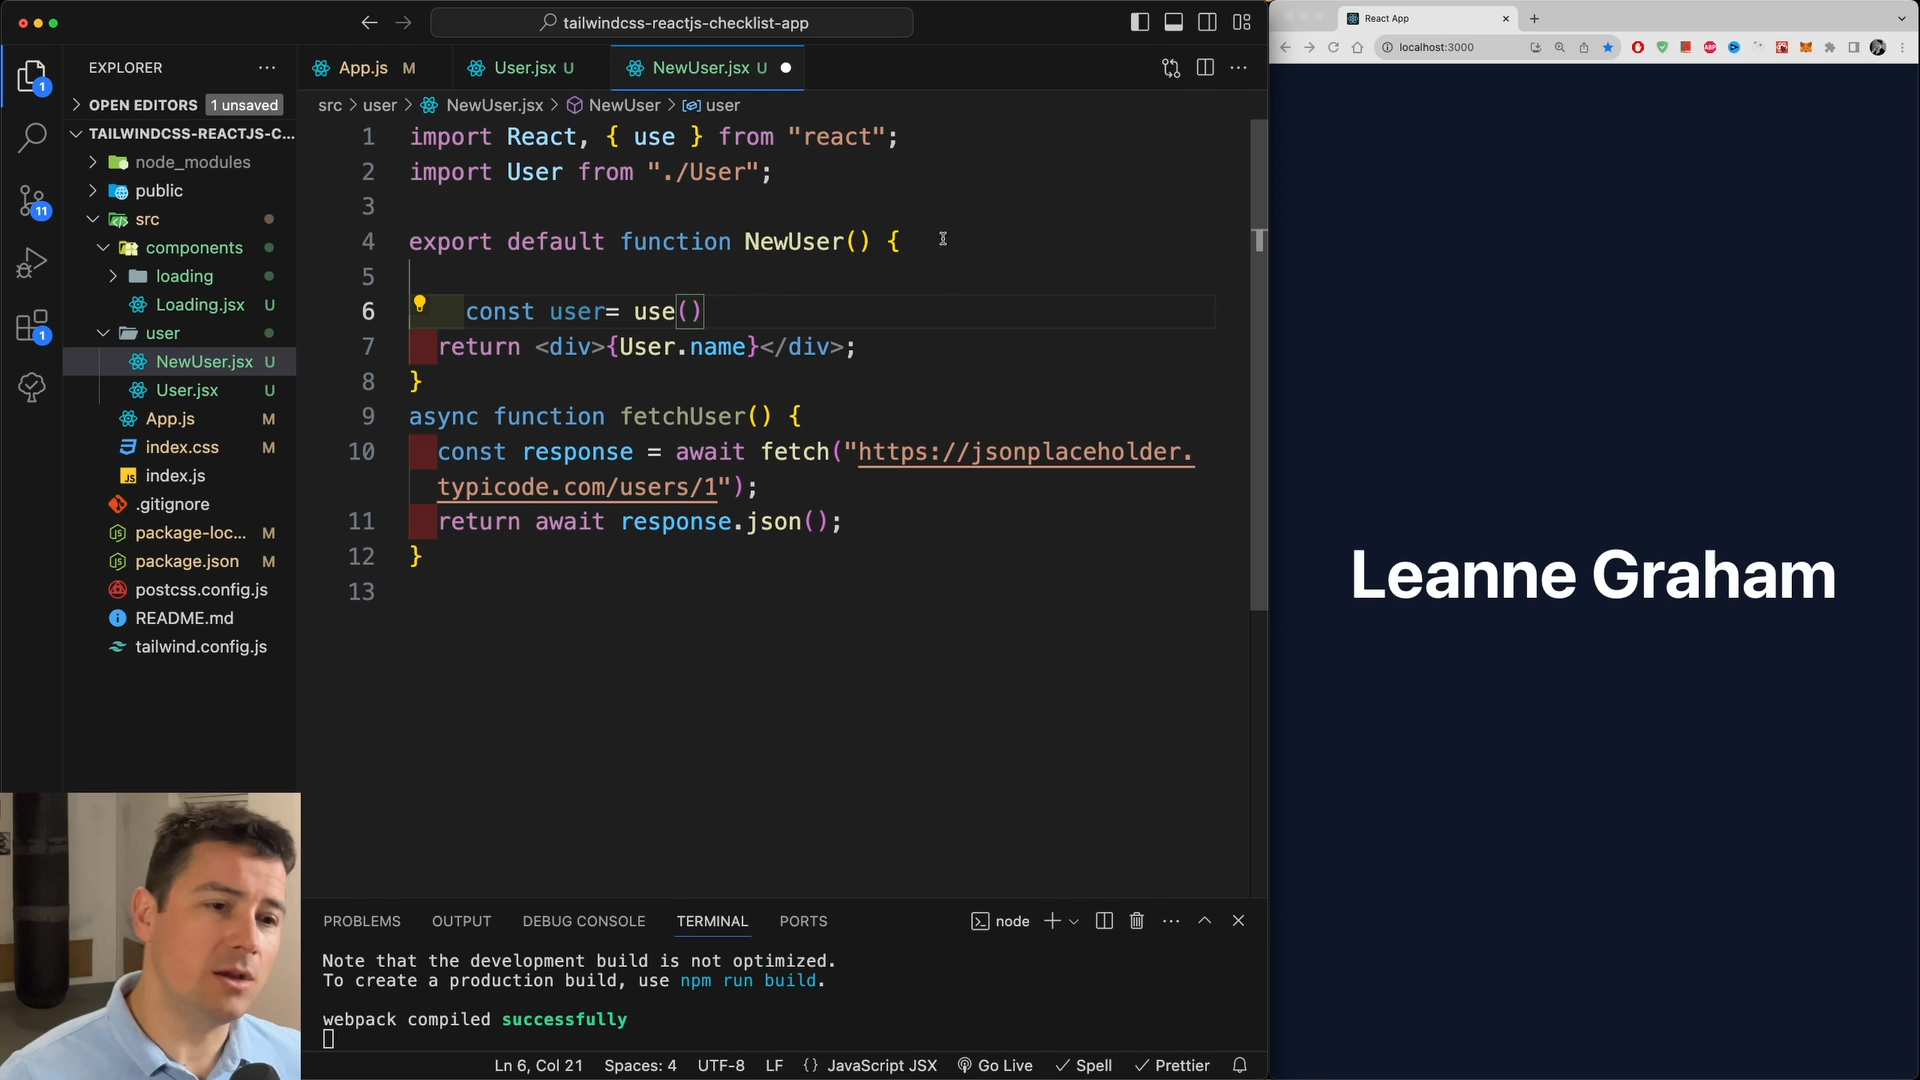 tailwindcss-reactjs-checklist-app
React App
localhost:3000
EXPLORER
App.js M
User.jsx U
NewUser.jsx U
OPEN EDITORS 1 unsaved
src > user > NewUser.jsx > NewUser > user
TAILWINDCSS-REACTJS-C...
node_modules
public
src
components
loading
Loading.jsx U
user
NewUser.jsx U
User.jsx U
App.js M
index.css M
index.js
.gitignore
package-loc... M
package.json M
postcss.config.js
README.md
tailwind.config.js
1
11
1
1 import React, { use } from "react";
2 import User from "./User";
3
4 export default function NewUser() {
5
6 const user= use()
7 return <div>{User.name}</div>;
8 }
9 async function fetchUser() {
10 const response = await fetch("https://jsonplaceholder.
typicode.com/users/1");
11 return await response.json();
12 }
13
Leanne Graham
PROBLEMS OUTPUT DEBUG CONSOLE TERMINAL PORTS
node
Note that the development build is not optimized.
To create a production build, use npm run build.
webpack compiled successfully
Ln 6, Col 21 Spaces: 4 UTF-8 LF {} JavaScript JSX Go Live Spell Prettier